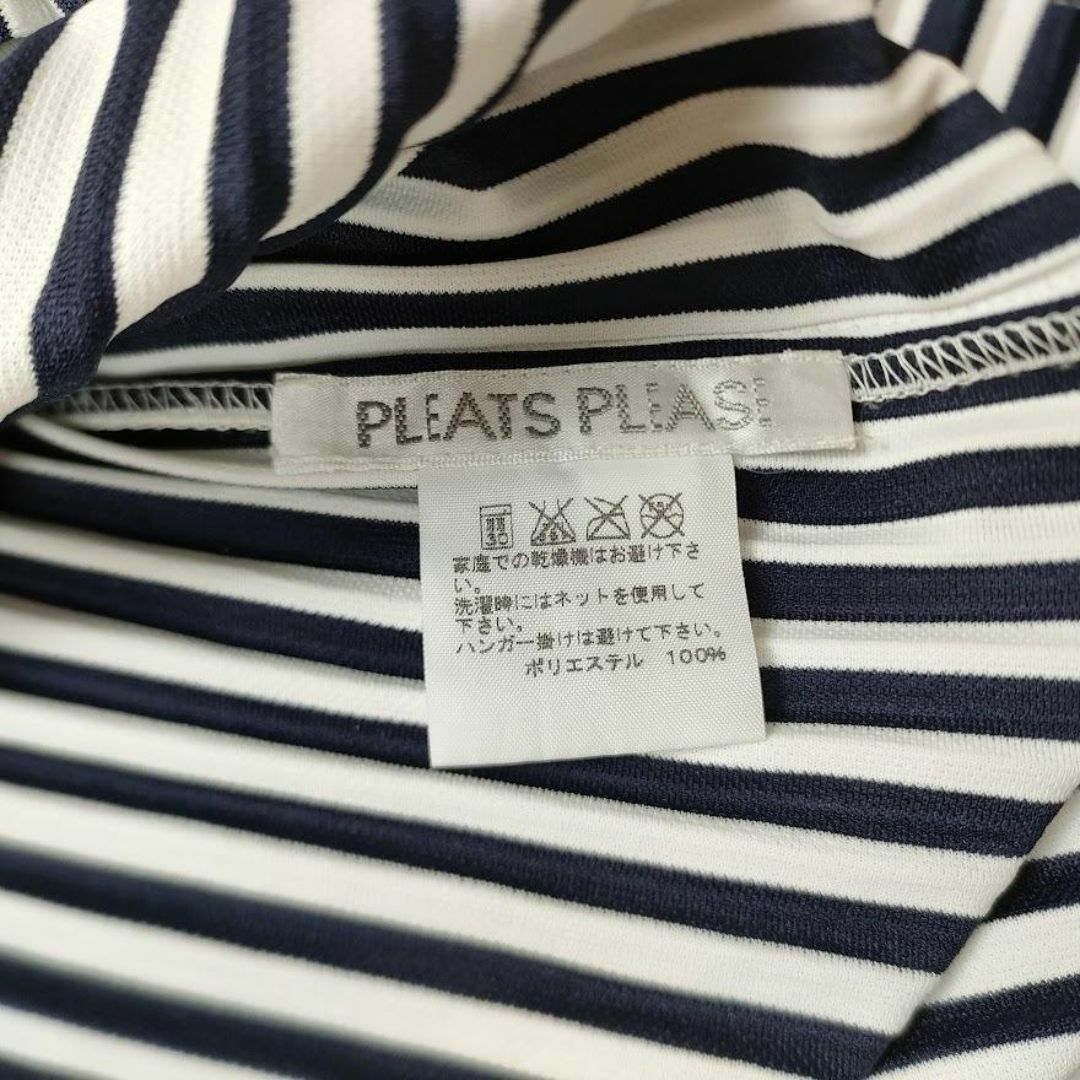 PLEATS PLEASE
30
家庭での乾燥機はお避け下さ
い。
洗濯時にはネットを使用して
下さい。
ハンガー掛けは避けて下さい。
ポリエステル 100%